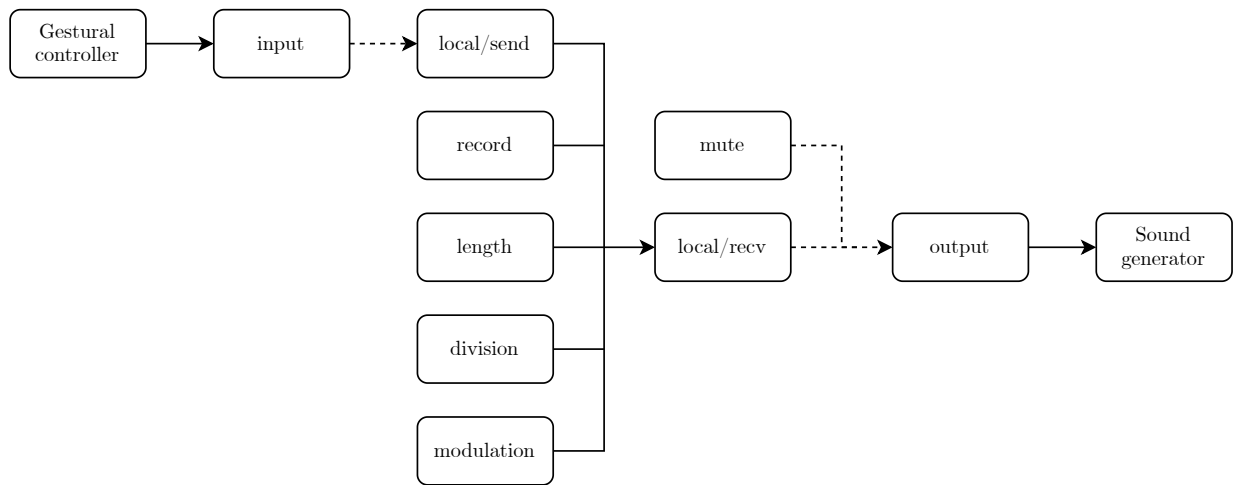 Gestural
controller
input
local/send
record
mute
length
local/recv
output
Sound
generator
division
modulation